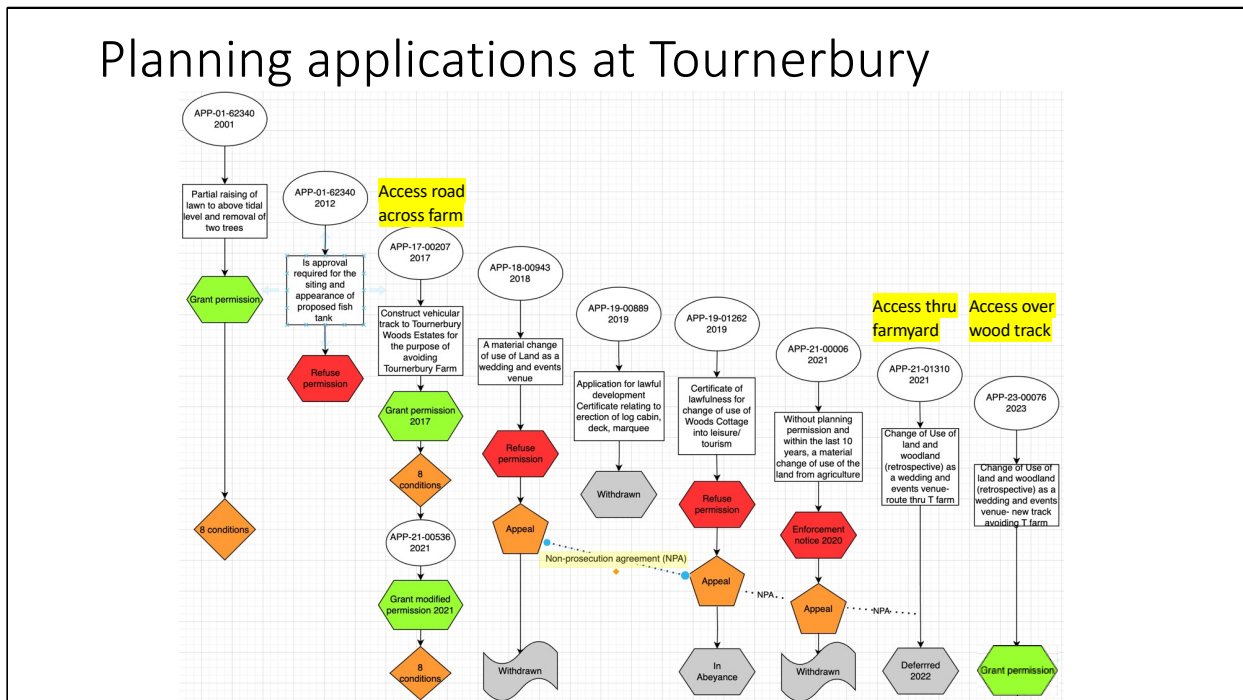 Planning applications at Tournerbury
APP-01-62340
2001
Partial raising of
lawn to above tidal
level and removal of
two trees
Grant permission
8 conditions
APP-01-62340
2012
Is approval
required for the
siting and
appearance of
proposed fish
tank
Refuse
permission
Access road
across farm
APP-17-00207
2017
Construct vehicular
track to Tournerbury
Woods Estates for
the purpose of
avoiding
Tournerbury Farm
Grant permission
2017
8
conditions
APP-21-00536
2021
Grant modified
permission 2021
8
conditions
APP-18-00943
2018
A material change
of use of Land as a
wedding and events
venue
Refuse
permission
Appeal
Withdrawn
Non-prosecution agreement (NPA)
APP-19-00889
2019
Application for lawful
development
Certificate relating to
erection of log cabin,
deck, marquee
Withdrawn
APP-19-01262
2019
Certificate of
lawfulness for
change of use of
Woods Cottage
into leisure/
tourism
Refuse
permission
Appeal
In
Abeyance
NPA
APP-21-00006
2021
Without planning
permission and
within the last 10
years, a material
change of use of the
land from agriculture
Enforcement
notice 2020
Appeal
Withdrawn
NPA
Access thru
farmyard
APP-21-01310
2021
Change of Use of
land and
woodland
(retrospective) as
a wedding and
events venue-
route thru T farm
Deferrred
2022
Access over
wood track
APP-23-00076
2023
Change of Use of
land and woodland
(retrospective) as a
wedding and events
venue- new track
avoiding T farm
Grant permission